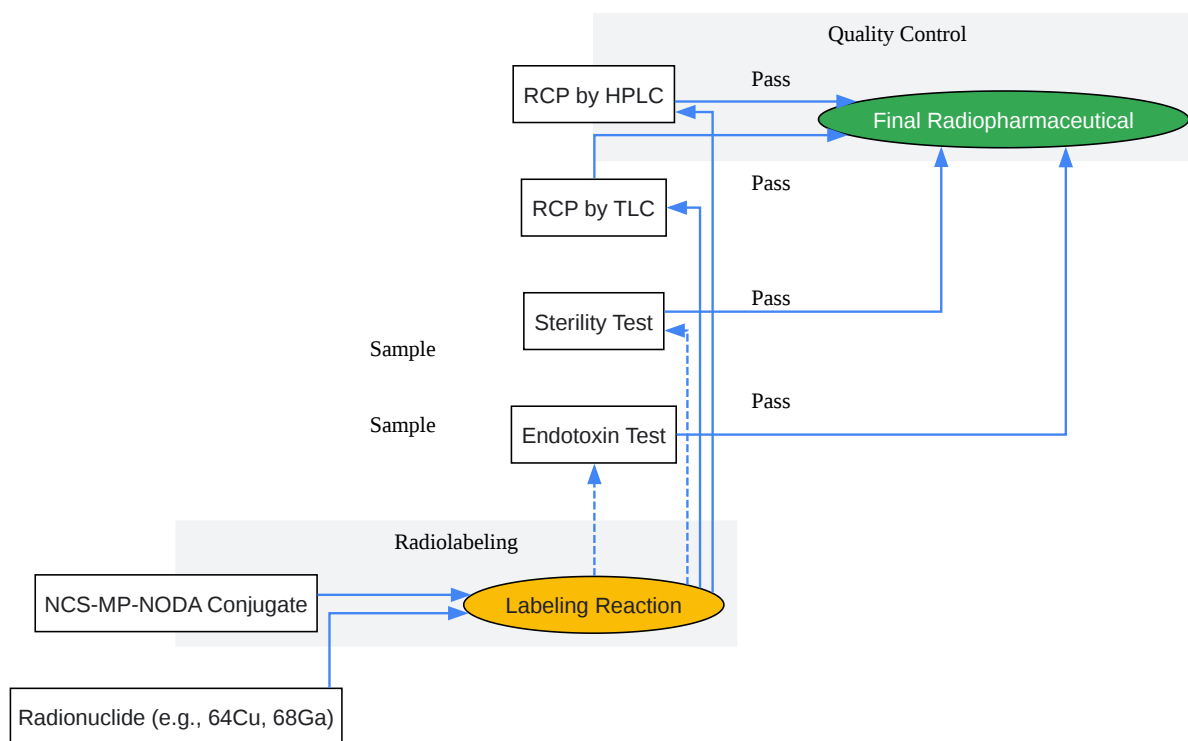 Quality Control
RCP by HPLC
Pass
Final Radiopharmaceutical
RCP by TLC
Pass
Sterility Test
Pass
Sample
Endotoxin Test
Pass
Sample
Radiolabeling
NCS-MP-NODA Conjugate
Labeling Reaction
Radionuclide (e.g., 64Cu, 68Ga)